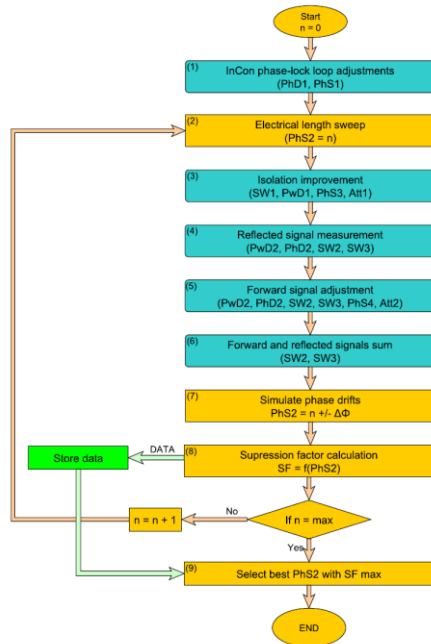 Start
n = 0
(1)
InCon phase-lock loop adjustments
(PhD1, PhS1)
(2)
Electrical length sweep
(PhS2 = n)
(3)
Isolation improvement
(SW1, PwD1, PhS3, Att1)
(4)
Reflected signal measurement
(PwD2, PhD2, SW2, SW3)
(5)
Forward signal adjustment
(PwD2, PhD2, SW2, SW3, PhS4, Att2)
(6)
Forward and reflected signals sum
(SW2, SW3)
(7)
Simulate phase drifts
PhS2 = n +/- ΔΦ
Store data
DATA
(8)
Supression factor calculation
SF = f(PhS2)
n = n + 1
No
If n = max
Yes
(9)
Select best PhS2 with SF max
END